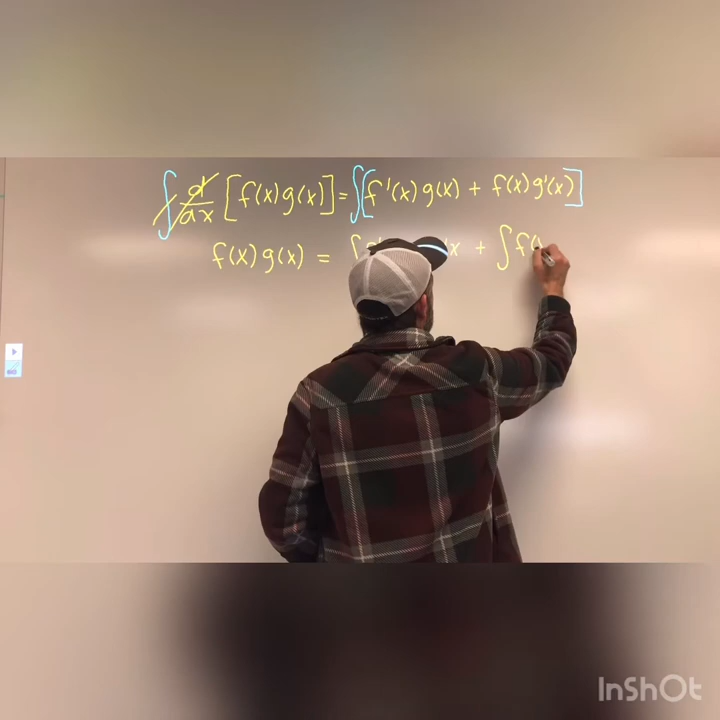 ∫ d/dx [f(x)g(x)] = ∫[f'(x)g(x) + f(x)g'(x)]
f(x)g(x) = ∫ x + ∫f(
InShOt